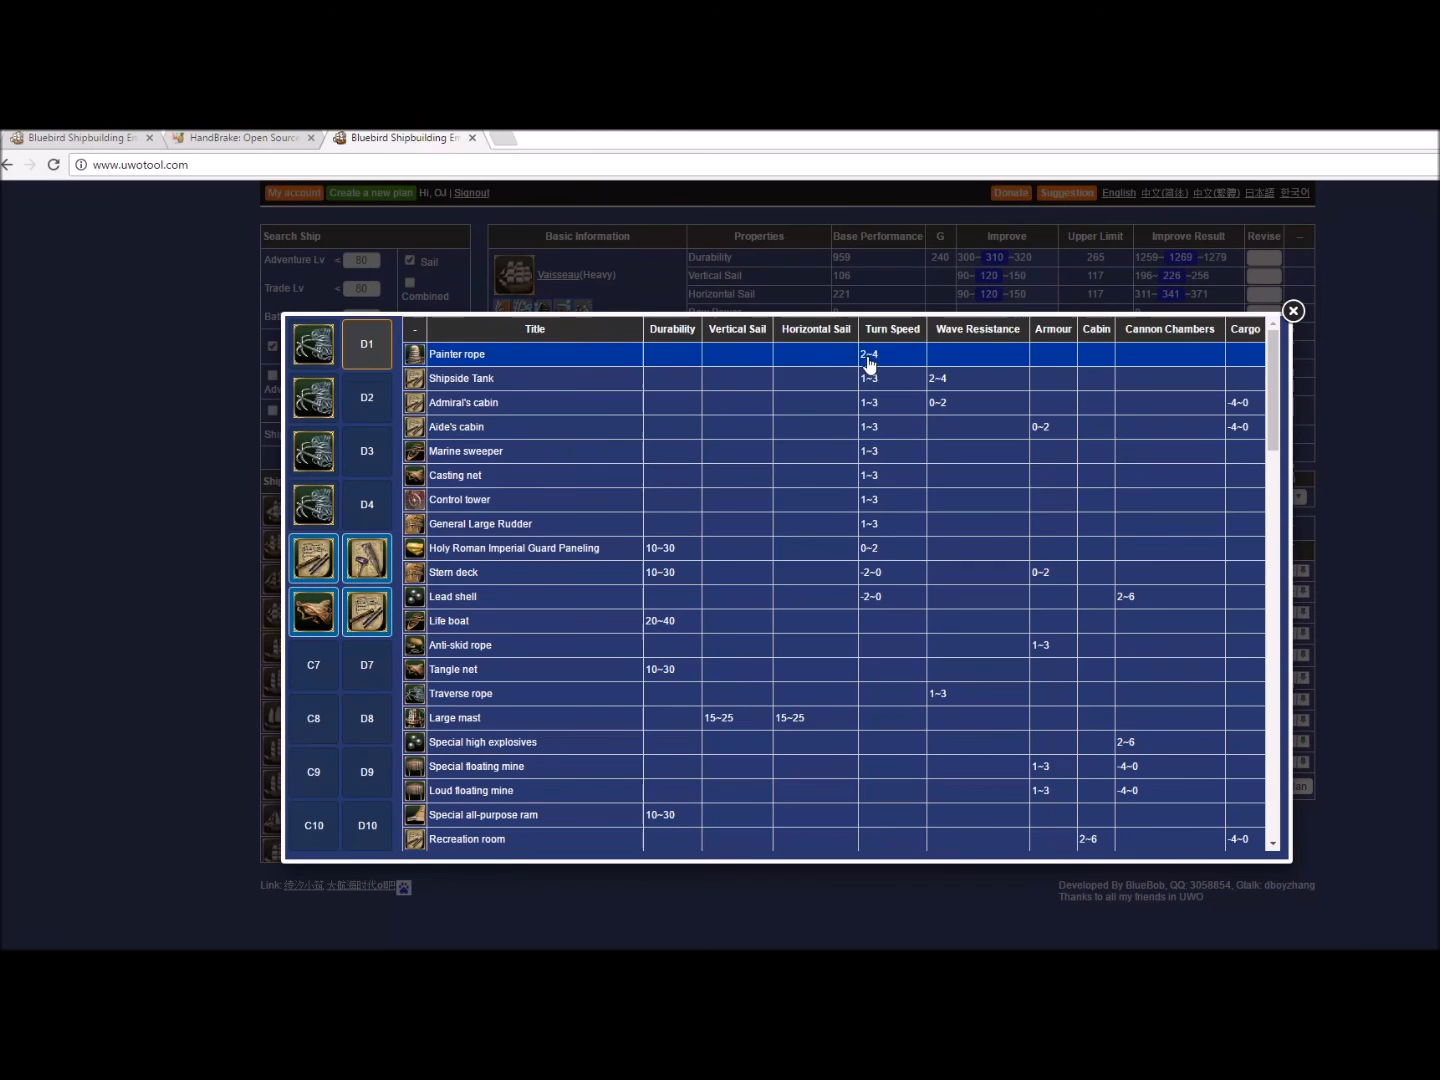 Bluebird Shipbuilding Em
HandBrake: Open Source
Bluebird Shipbuilding Em
www.uwotool.com
My accmint Create a new plan Hi, OJ | Signout
Donate Suggestion English 中文(简体) 中文(繁體) 日本語 한국어
Search Ship
Basic Information Properties Base Performance G Improve Upper Limit Improve Result Revise –
Adventure Lv < 80 Sail
Trade Lv < 80 Combined
Vaisseau(Heavy)
Durability 959 240 300~ 310 ~320 265 1259~ 1269 ~1279
Vertical Sail 106 90~ 120 ~150 117 196~ 226 ~256
Horizontal Sail 221 90~ 120 ~150 117 311~ 341 ~371
- Title Durability Vertical Sail Horizontal Sail Turn Speed Wave Resistance Armour Cabin Cannon Chambers Cargo
Painter rope 2~4
Shipside Tank 1~3 2~4
Admiral's cabin 1~3 0~2 -4~0
Aide's cabin 1~3 0~2 -4~0
Marine sweeper 1~3
Casting net 1~3
Control tower 1~3
General Large Rudder 1~3
Holy Roman Imperial Guard Paneling 10~30 0~2
Stern deck 10~30 -2~0 0~2
Lead shell -2~0 2~6
Life boat 20~40
Anti-skid rope 1~3
Tangle net 10~30
Traverse rope 1~3
Large mast 15~25 15~25
Special high explosives 2~6
Special floating mine 1~3 -4~0
Loud floating mine 1~3 -4~0
Special all-purpose ram 10~30
Recreation room 2~6 -4~0
D1
D2
D3
D4
C7 D7
C8 D8
C9 D9
C10 D10
Link:
Developed By BlueBob, QQ: 3058854, Gtalk: dboyzhang
Thanks to all my friends in UWO